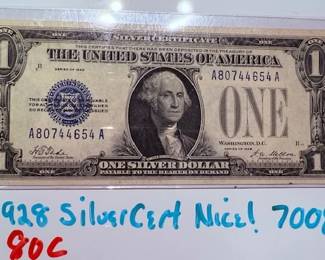 SILVER CERTIFICATE
THIS CERTIFIES THAT THERE HAS BEEN DEPOSITED IN THE TREASURY OF
THE UNITED STATES OF AMERICA
SERIES OF 1928
A80744654A
ONE
WASHINGTON, D.C.
A80744654A
ONE SILVER DOLLAR
PAYABLE TO THE BEARER ON DEMAND
928 SilverCert Nice! 700
80C